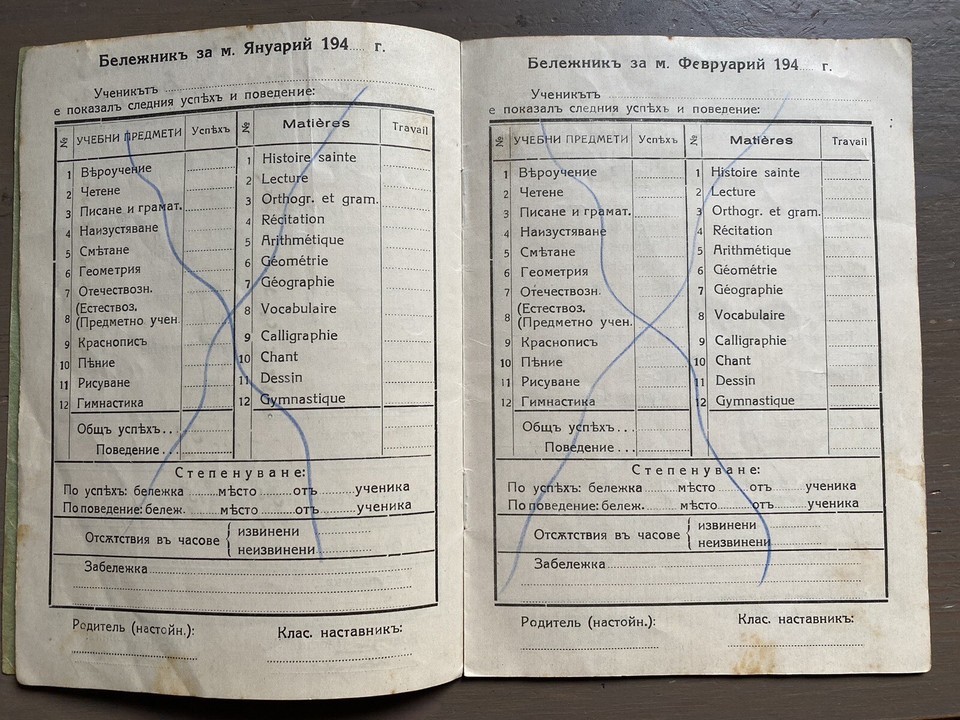 Бележникъ за м. Януарий 194.... г.
Ученикътъ
е показалъ следния успѣхъ и поведение:
№ УЧЕБНИ ПРЕДМЕТИ Успѣхъ № Matières Travail
1 Вѣроучение 1 Histoire sainte
2 Четене 2 Lecture
3 Писане и грамат. 3 Orthogr. et gram.
4 Наизустяване 4 Récitation
5 Смѣтане 5 Arithmétique
6 Геометрия 6 Géométrie
7 Отечествозн. 7 Géographie
8 (Естествоз. 8 Vocabulaire
(Предметно учен.
9 Краснописъ 9 Calligraphie
10 Пѣние 10 Chant
11 Рисуване 11 Dessin
12 Гимнастика 12 Gymnastique
Общъ успѣхъ...
Поведение...
Степенуване:
По успѣхъ: бележка ...... мѣсто ...... отъ ...... ученика
По поведение: бележ. ...... мѣсто ...... отъ ...... ученика
Отсѫтствия въ часове { извинени
неизвинени
Забележка
Родитель (настойн.): Клас. наставникъ:
Бележникъ за м. Февруарий 194.... г.
Ученикътъ
е показалъ следния успѣхъ и поведение:
№ УЧЕБНИ ПРЕДМЕТИ Успѣхъ № Matières Travail
1 Вѣроучение 1 Histoire sainte
2 Четене 2 Lecture
3 Писане и грамат. 3 Orthogr. et gram.
4 Наизустяване 4 Récitation
5 Смѣтане 5 Arithmétique
6 Геометрия 6 Géométrie
7 Отечествозн. 7 Géographie
8 (Естествоз. 8 Vocabulaire
(Предметно учен.
9 Краснописъ 9 Calligraphie
10 Пѣние 10 Chant
11 Рисуване 11 Dessin
12 Гимнастика 12 Gymnastique
Общъ успѣхъ...
Поведение...
Степенуване:
По успѣхъ: бележка ...... мѣсто ...... отъ ...... ученика
По поведение: бележ. ...... мѣсто ...... отъ ...... ученика
Отсѫтствия въ часове { извинени
неизвинени
Забележка
Родитель (настойн.): Клас. наставникъ: